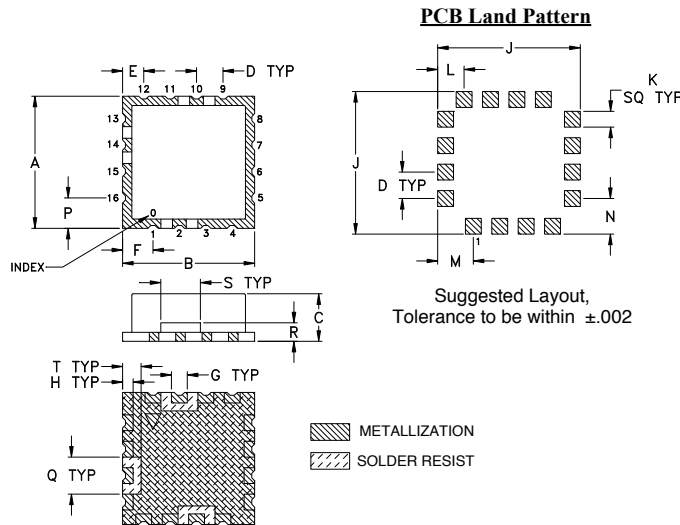 PCB Land Pattern
E
D TYP
12 11 10 9
13
14
15
16
8
7
6
5
A
P
0
1 2 3 4
F
INDEX
B
J
L
K
SQ TYP
J
D TYP
N
1
M
Suggested Layout,
Tolerance to be within ±.002
S TYP
C
R
T TYP
H TYP
G TYP
Q TYP
METALLIZATION
SOLDER RESIST